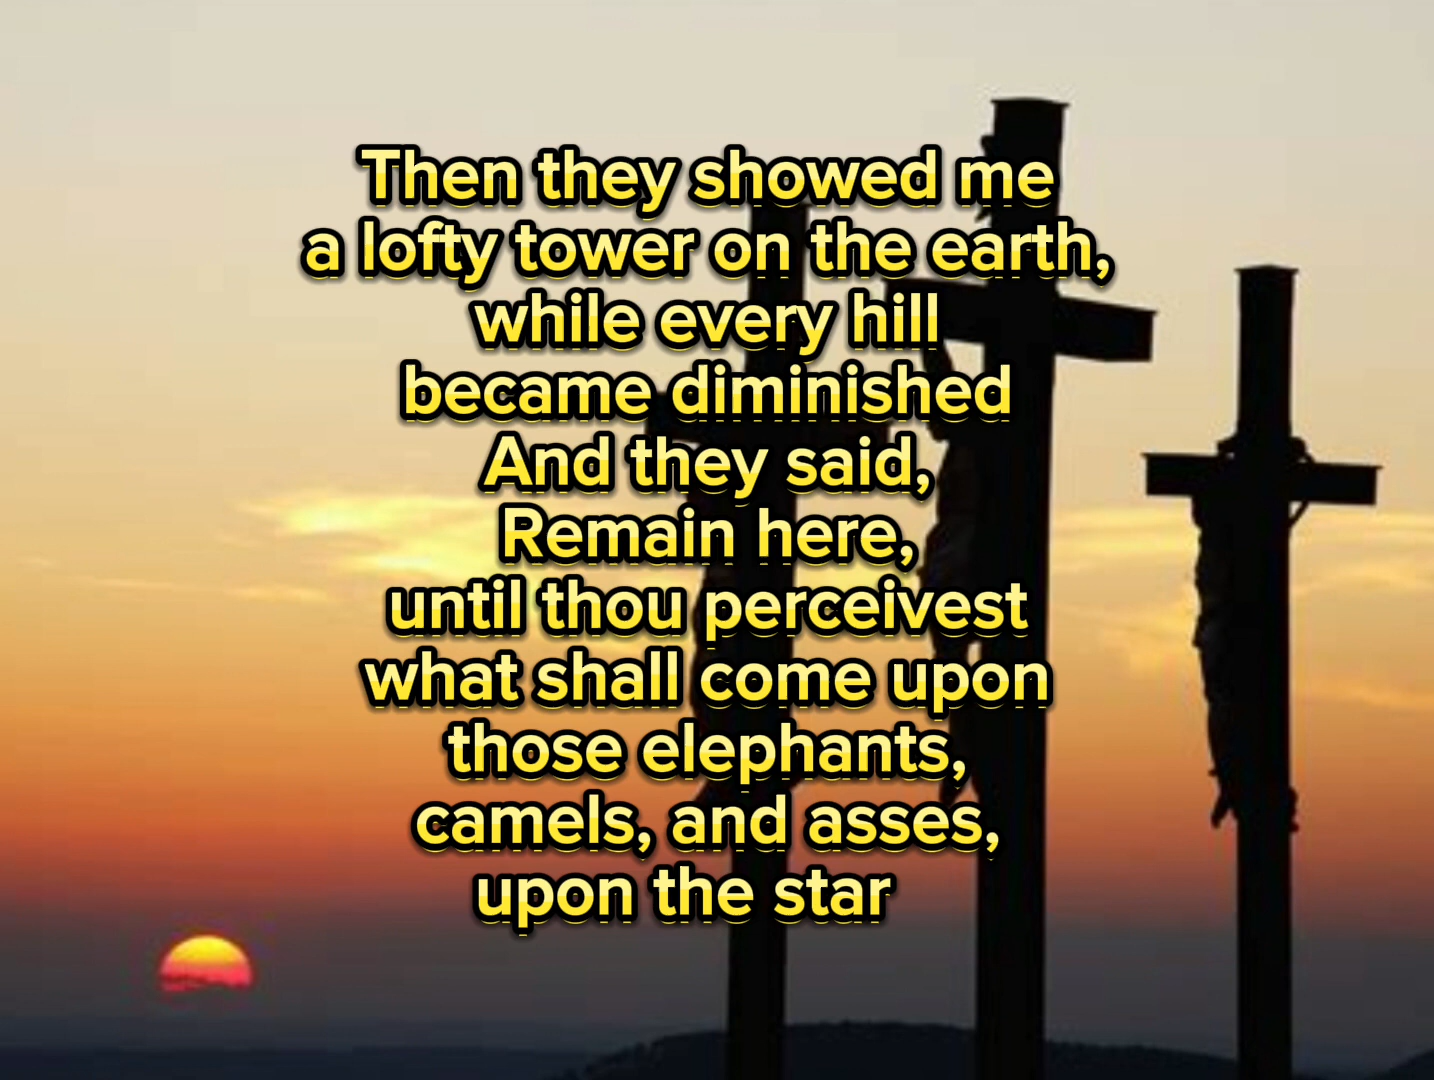 Then they showed me
a lofty tower on the earth,
while every hill
became diminished
And they said,
Remain here,
until thou perceivest
what shall come upon
those elephants,
camels, and asses,
upon the star